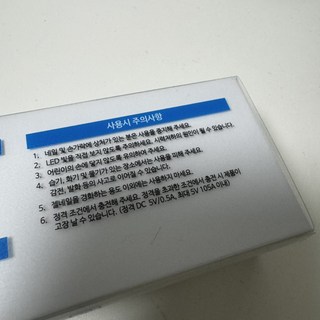 사용시 주의사항
1. 네일 및 손가락에 상처가 있는 분은 사용을 중지해 주세요.
2. LED 빛을 직접 보지 않도록 주의하세요. 시력저하의 원인이 될 수 있습니다.
3. 어린이의 손에 닿지 않도록 유의하여 주세요.
4. 습기, 화기 및 물기가 있는 장소에서는 사용을 피해 주세요.
감전, 발화 등의 사고로 이어질 수 있습니다.
5. 젤네일을 경화하는 용도 이외에는 사용하지 마세요.
6. 정격 조건에서 충전해 주세요. 정격을 초과한 조건에서 충전 시 제품이
고장 날 수 있습니다. (정격 DC 5V/0.5A, 최대 5V 1.05A 이내)